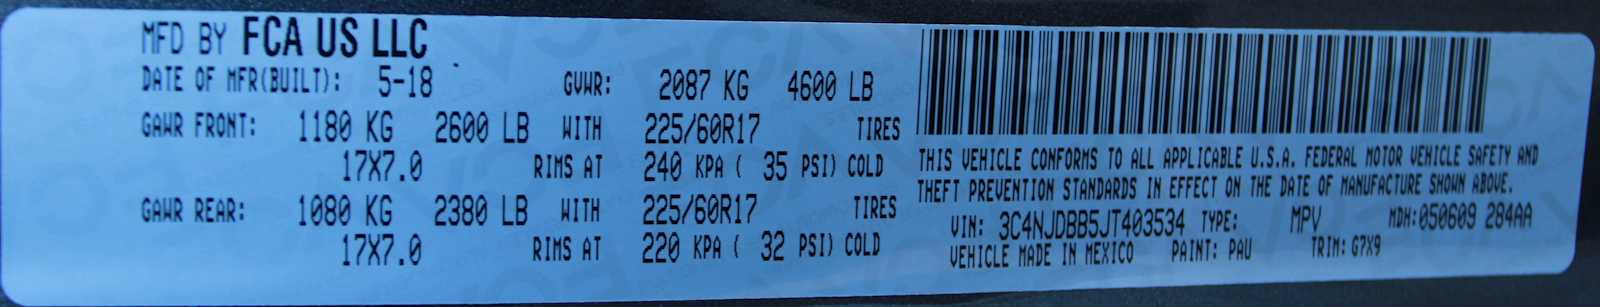 MFD BY FCA US LLC
DATE OF MFR(BUILT): 5-18 GVWR: 2087 KG 4600 LB
GAWR FRONT: 1180 KG 2600 LB WITH 225/60R17 TIRES
17X7.0 RIMS AT 240 KPA ( 35 PSI) COLD
GAWR REAR: 1080 KG 2380 LB WITH 225/60R17 TIRES
17X7.0 RIMS AT 220 KPA ( 32 PSI) COLD
THIS VEHICLE CONFORMS TO ALL APPLICABLE U.S.A. FEDERAL MOTOR VEHICLE SAFETY AND
THEFT PREVENTION STANDARDS IN EFFECT ON THE DATE OF MANUFACTURE SHOWN ABOVE.
VIN: 3C4NJDBB5JT403534 TYPE: MPV MDH:050609 284AA
VEHICLE MADE IN MEXICO PAINT: PAU TRIM: G7X9